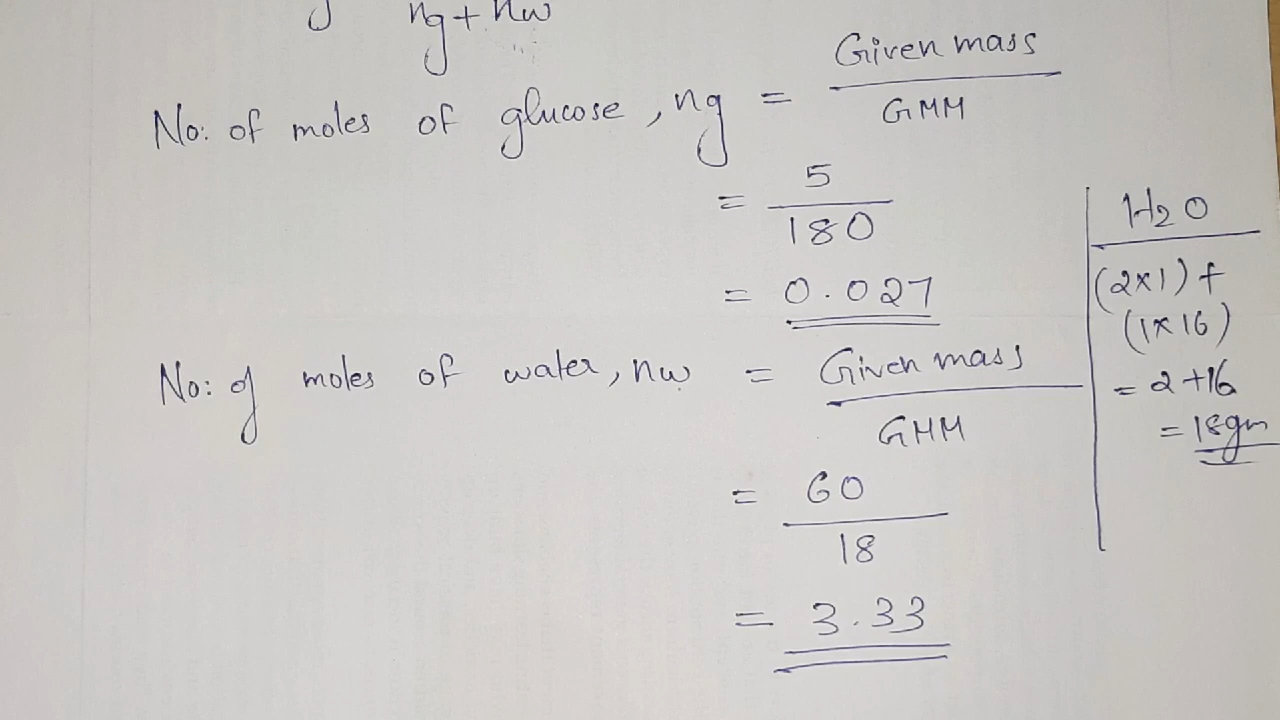 ng + nw
No: of moles of glucose, ng = Given mass
GMM
= 5
180
= 0.027
No: of moles of water, nw = Given mass
GMM
= 60
18
= 3.33
H2O
(2×1) +
(1×16)
= 2+16
= 18gm